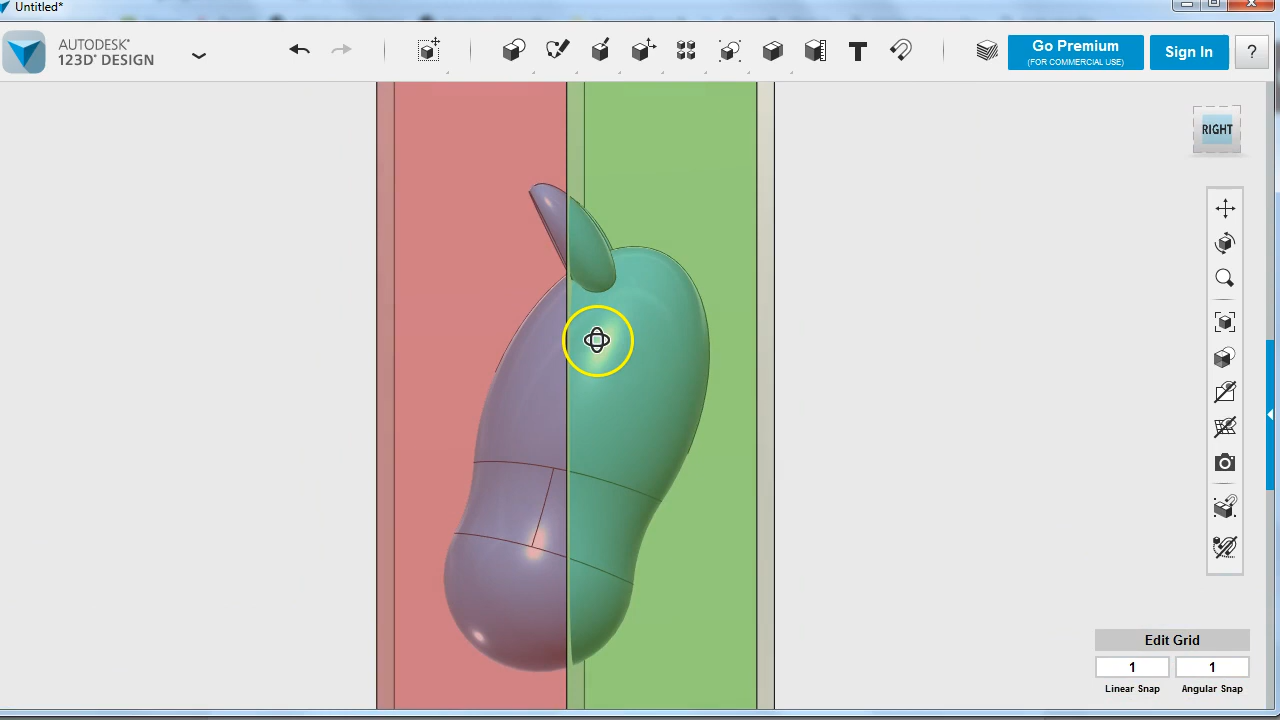 Untitled*
AUTODESK®
123D® DESIGN
Go Premium
(FOR COMMERCIAL USE)
Sign In
?
RIGHT
Edit Grid
1 1
Linear Snap Angular Snap